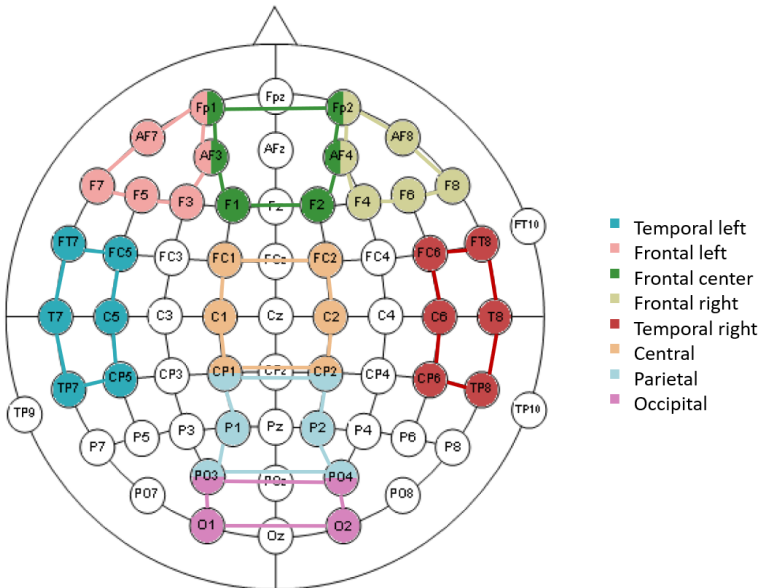 Fpz
Fp1 Fp2
AF7 AF8
AFz
AF3 AF4
F7 F8
F5 F6
F3 F4
F1 Fz F2
FT10
FT7 FT8
FC5 FC6
FC3 FC4
FC1 FCz FC2
T7 C5 C3 C1 Cz C2 C4 C6 T8
CP1 CPz CP2
CP3 CP4
CP5 CP6
TP7 TP8
TP9 TP10
P1 Pz P2
P3 P4
P5 P6
P7 P8
PO3 POz PO4
PO7 PO8
O1 O2
Oz
Temporal left
Frontal left
Frontal center
Frontal right
Temporal right
Central
Parietal
Occipital